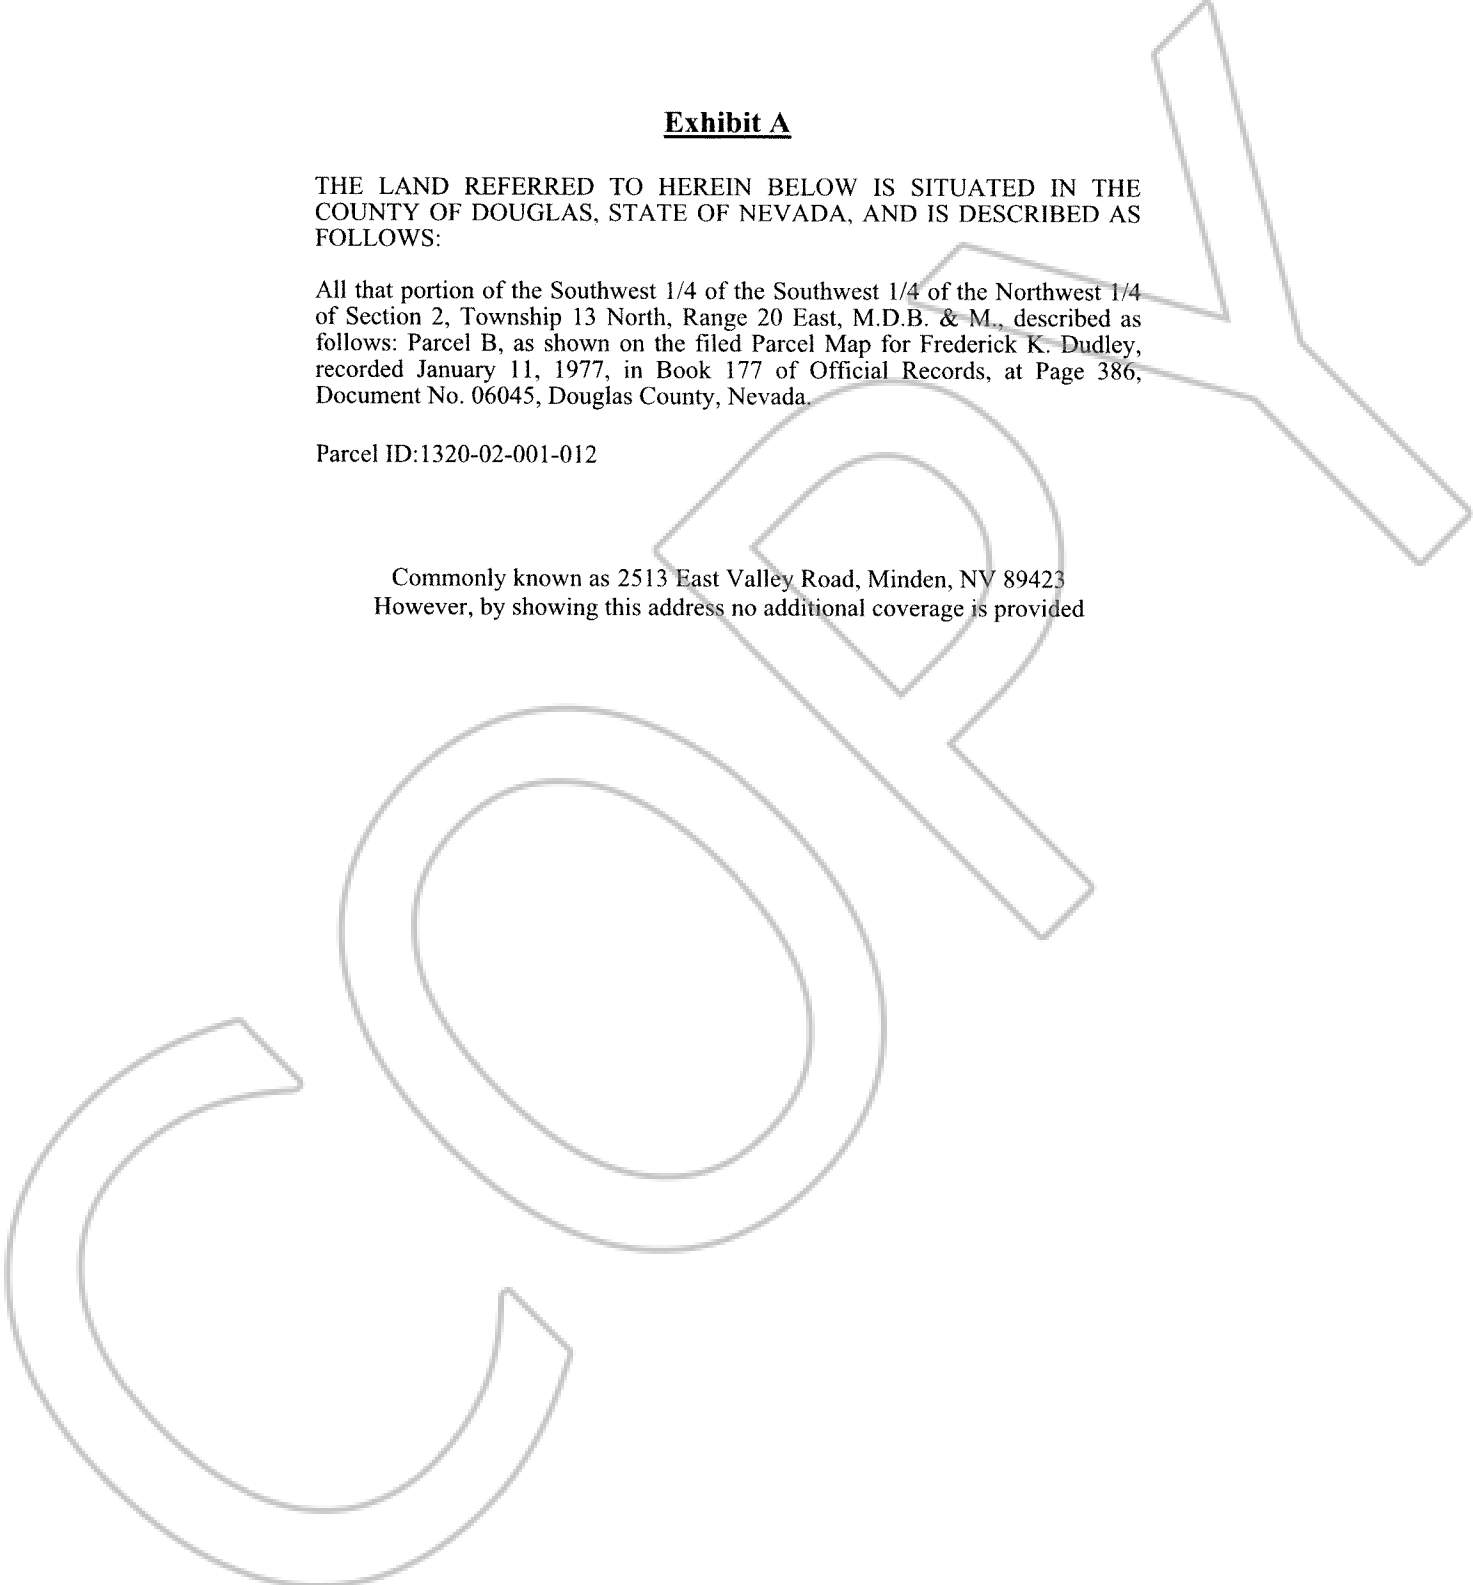 Exhibit A
THE LAND REFERRED TO HEREIN BELOW IS SITUATED IN THE
COUNTY OF DOUGLAS, STATE OF NEVADA, AND IS DESCRIBED AS
FOLLOWS:
All that portion of the Southwest 1/4 of the Southwest 1/4 of the Northwest 1/4
of Section 2, Township 13 North, Range 20 East, M.D.B. & M., described as
follows: Parcel B, as shown on the filed Parcel Map for Frederick K. Dudley,
recorded January 11, 1977, in Book 177 of Official Records, at Page 386,
Document No. 06045, Douglas County, Nevada.
Parcel ID:1320-02-001-012
Commonly known as 2513 East Valley Road, Minden, NV 89423
However, by showing this address no additional coverage is provided
COPY